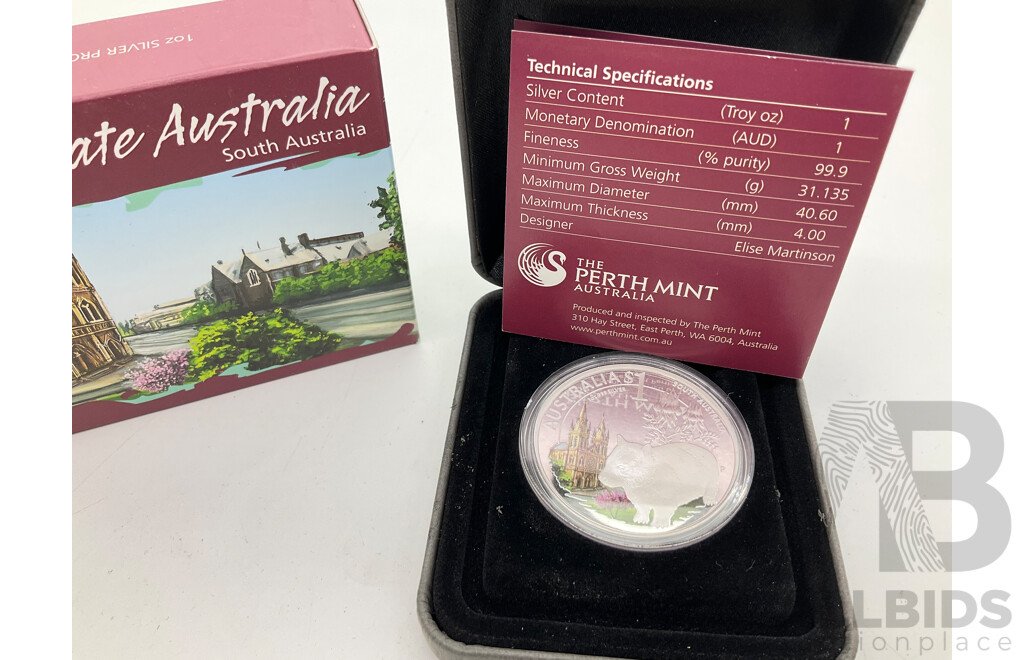 1oz SILVER PRO
ate Australia
South Australia
Technical Specifications
Silver Content (Troy oz) 1
Monetary Denomination (AUD) 1
Fineness (% purity) 99.9
Minimum Gross Weight (g) 31.135
Maximum Diameter (mm) 40.60
Maximum Thickness (mm) 4.00
Designer Elise Martinson
THE
PERTH MINT
AUSTRALIA
Produced and inspected by The Perth Mint
310 Hay Street, East Perth, WA 6004, Australia
www.perthmint.com.au
AUSTRALIA $1 SOUTH AUSTRALIA
AB
LBIDS
ionplace